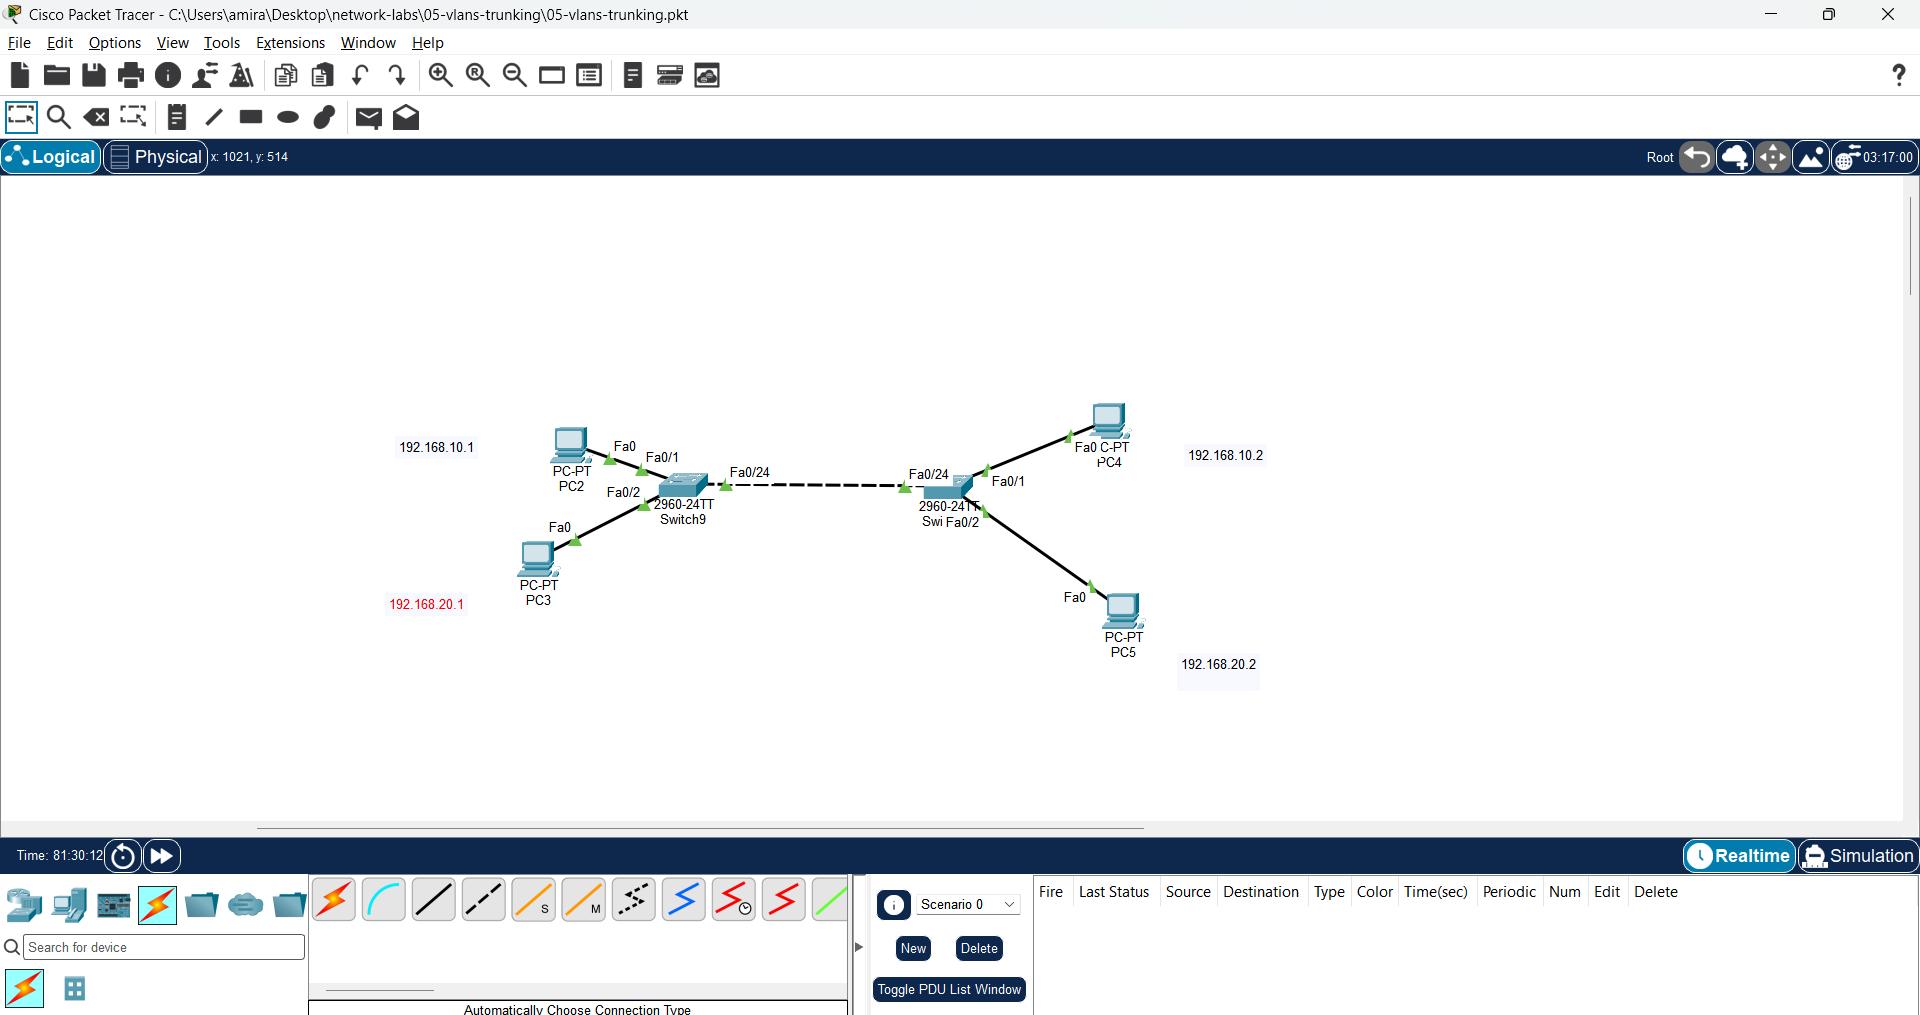 Cisco Packet Tracer - C:\Users\amira\Desktop\network-labs\05-vlans-trunking\05-vlans-trunking.pkt
File Edit Options View Tools Extensions Window Help
Logical Physical x: 1021, y: 514 Root 03:17:00
192.168.10.1
Fa0
Fa0/1
PC-PT
PC2
Fa0/2
Fa0/24
2960-24TT
Switch9
Fa0
PC-PT
PC3
192.168.20.1
Fa0/24
Fa0 C-PT
PC4
Fa0/1
192.168.10.2
2960-24TT
Swi Fa0/2
Fa0
PC-PT
PC5
192.168.20.2
Time: 81:30:12 Realtime Simulation
Search for device
S
M
Automatically Choose Connection Type
Scenario 0
New Delete
Toggle PDU List Window
Fire Last Status Source Destination Type Color Time(sec) Periodic Num Edit Delete